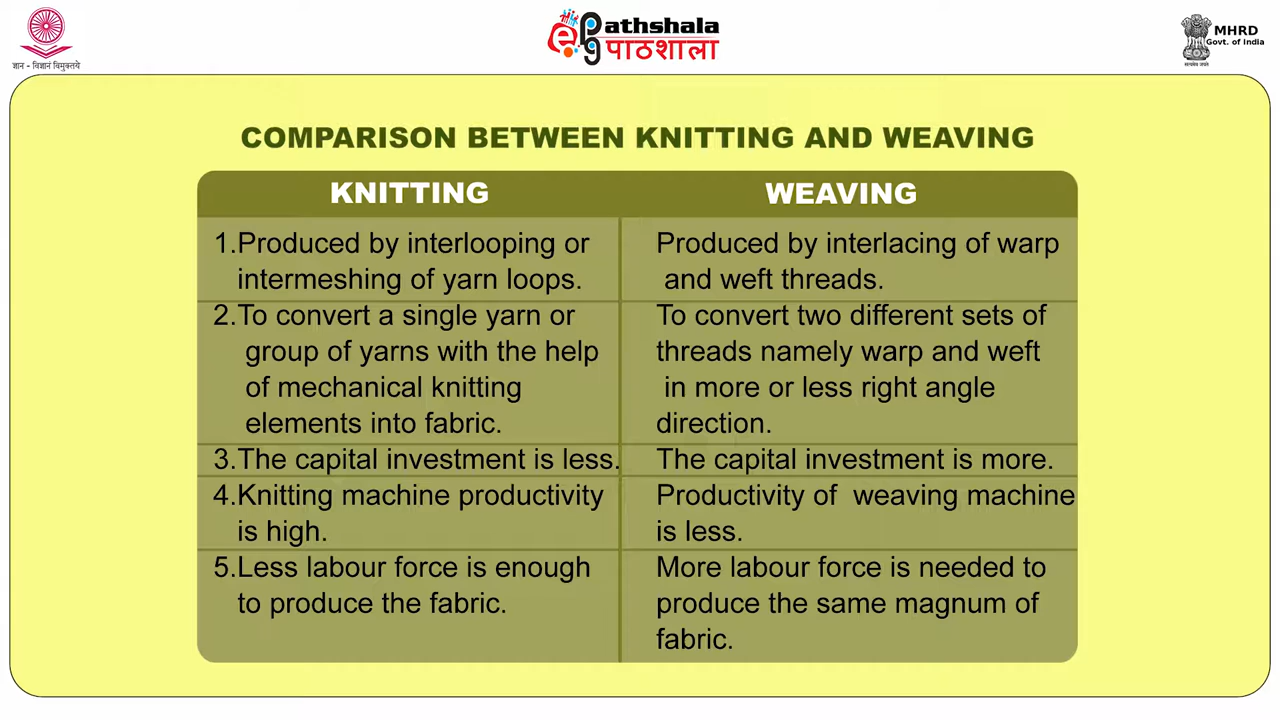 ज्ञान - विज्ञान विमुक्तये
ePg Pathshala
पाठशाला
MHRD
Govt. of India
सत्यमेव जयते
COMPARISON BETWEEN KNITTING AND WEAVING
KNITTING
WEAVING
1.Produced by interlooping or
intermeshing of yarn loops.
Produced by interlacing of warp
and weft threads.
2.To convert a single yarn or
group of yarns with the help
of mechanical knitting
elements into fabric.
To convert two different sets of
threads namely warp and weft
in more or less right angle
direction.
3.The capital investment is less.
The capital investment is more.
4.Knitting machine productivity
is high.
Productivity of weaving machine
is less.
5.Less labour force is enough
to produce the fabric.
More labour force is needed to
produce the same magnum of
fabric.